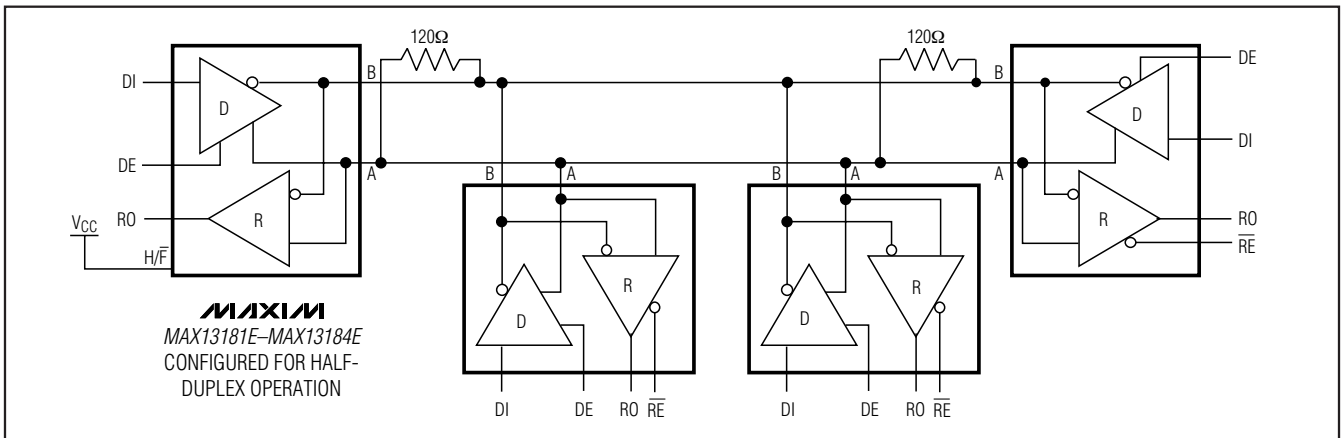 120Ω
120Ω
DI
B
B
DE
D
D
DI
DE
A
B
A
B
A
A
RO
R
R
RO
RE
VCC
H/F
R
R
D
D
MAXIM
MAX13181E–MAX13184E
CONFIGURED FOR HALF-
DUPLEX OPERATION
DI
DE
RO
RE
DI
DE
RO
RE